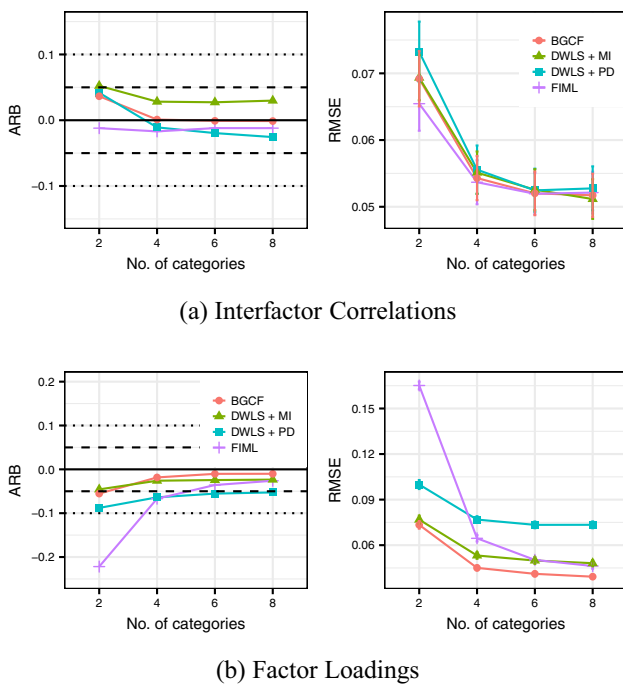 ARB
0.1
0.0
−0.1
2 4 6 8
No. of categories
RMSE
0.07
0.06
0.05
BGCF
DWLS + MI
DWLS + PD
FIML
2 4 6 8
No. of categories
(a) Interfactor Correlations
ARB
0.2
0.1
0.0
−0.1
−0.2
BGCF
DWLS + MI
DWLS + PD
FIML
2 4 6 8
No. of categories
RMSE
0.15
0.12
0.09
0.06
2 4 6 8
No. of categories
(b) Factor Loadings